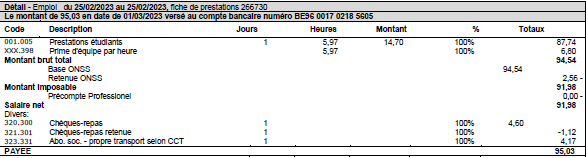 Détail - Emploi du 25/02/2023 au 25/02/2023, fiche de prestations 266730
Le montant de 95,03 en date de 01/03/2023 versé au compte bancaire numéro BE96 0017 0218 5605
Code Description Jours Heures Montant Totaux
001.005 Prestations étudiants 1 5,97 14,70 100% 87,74
XXX.398 Prime d'équipe par heure 5,97 100% 6,80
Montant brut total 94,54
Base ONSS 94,54
Retenue ONSS 2,56 -
Montant Imposable 91,98
Précompte Professionel 0,00 -
Salaire net 91,98
Divers:
320.300 Chèques-repas 1 100% 4,60
321.301 Chèques-repas retenue 1 100% -1,12
323.331 Abo. soc. - propre transport selon CCT 1 100% 4,17
PAYEE 95,03